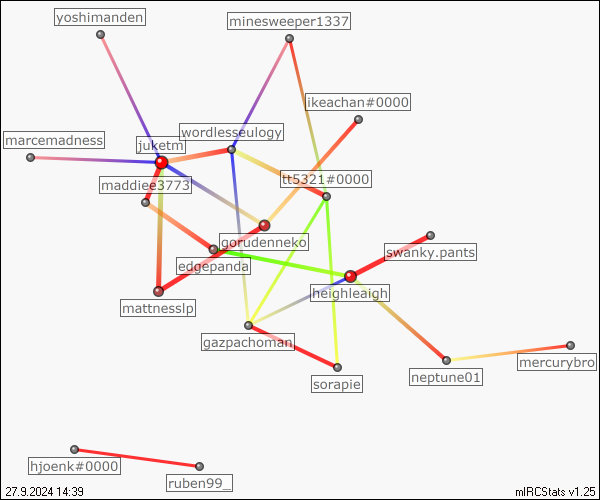 yoshimanden
minesweeper1337
ikeachan#0000
wordlesseulogy
marcemadness
juketm
tt5321#0000
maddiee3773
gorudenneko
swanky.pants
edgepanda
heighleaigh
mattnesslp
gazpachoman
mercurybro
neptune01
sorapie
hjoenk#0000
ruben99_
27.9.2024 14:39
mIRCStats v1.25